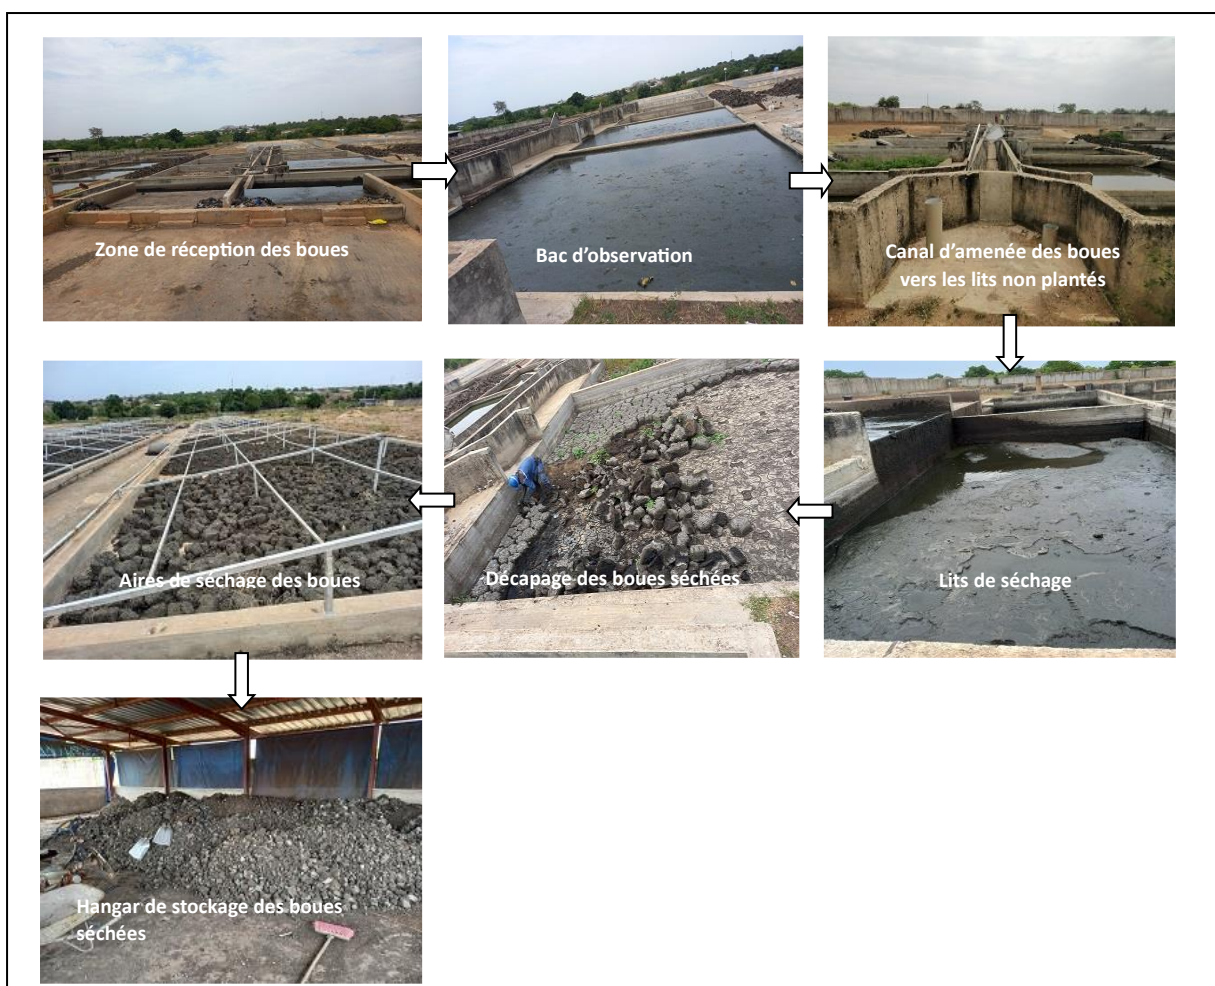 Zone de réception des boues
Bac d'observation
Canal d'amenée des boues
vers les lits non plantés
Aires de séchage des boues
Décapage des boues séchées
Lits de séchage
Hangar de stockage des boues
séchées